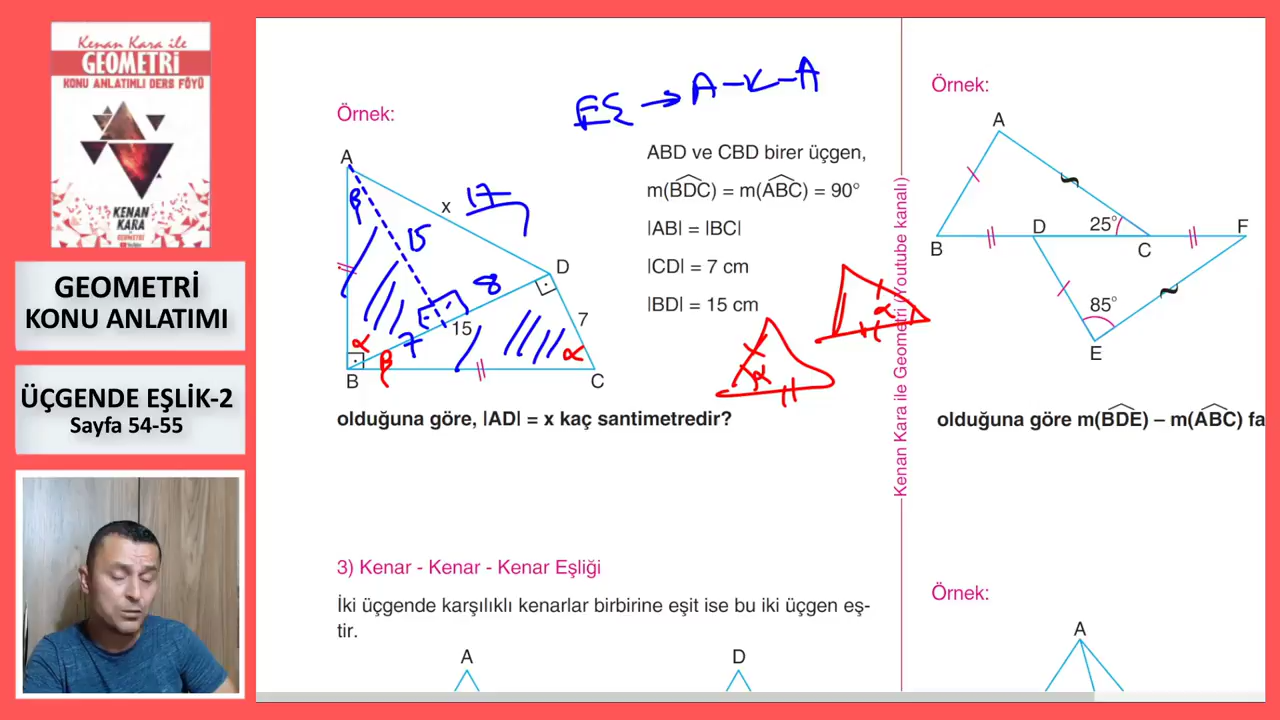 Kenan Kara ile
GEOMETRİ
KONU ANLATIMLI DERS FÖYÜ
KENAN
KARA
GEOMETRİ KONU ANLATIMI
ÜÇGENDE EŞLİK-2
Sayfa 54-55
Örnek:
EŞ → A-K-A
A
B
C
D
x
17
15
8
15
7
7
β
α
β
α
ABD ve CBD birer üçgen,
m(BDC) = m(ABC) = 90°
|AB| = |BC|
|CD| = 7 cm
|BD| = 15 cm
α
α
olduğuna göre, |AD| = x kaç santimetredir?
3) Kenar - Kenar - Kenar Eşliği
İki üçgende karşılıklı kenarlar birbirine eşit ise bu iki üçgen eş-
tir.
A
D
Kenan Kara ile Geometri (Youtube kanalı)
Örnek:
A
B
D
25°
C
F
85°
E
olduğuna göre m(BDE) – m(ABC) fa
Örnek:
A